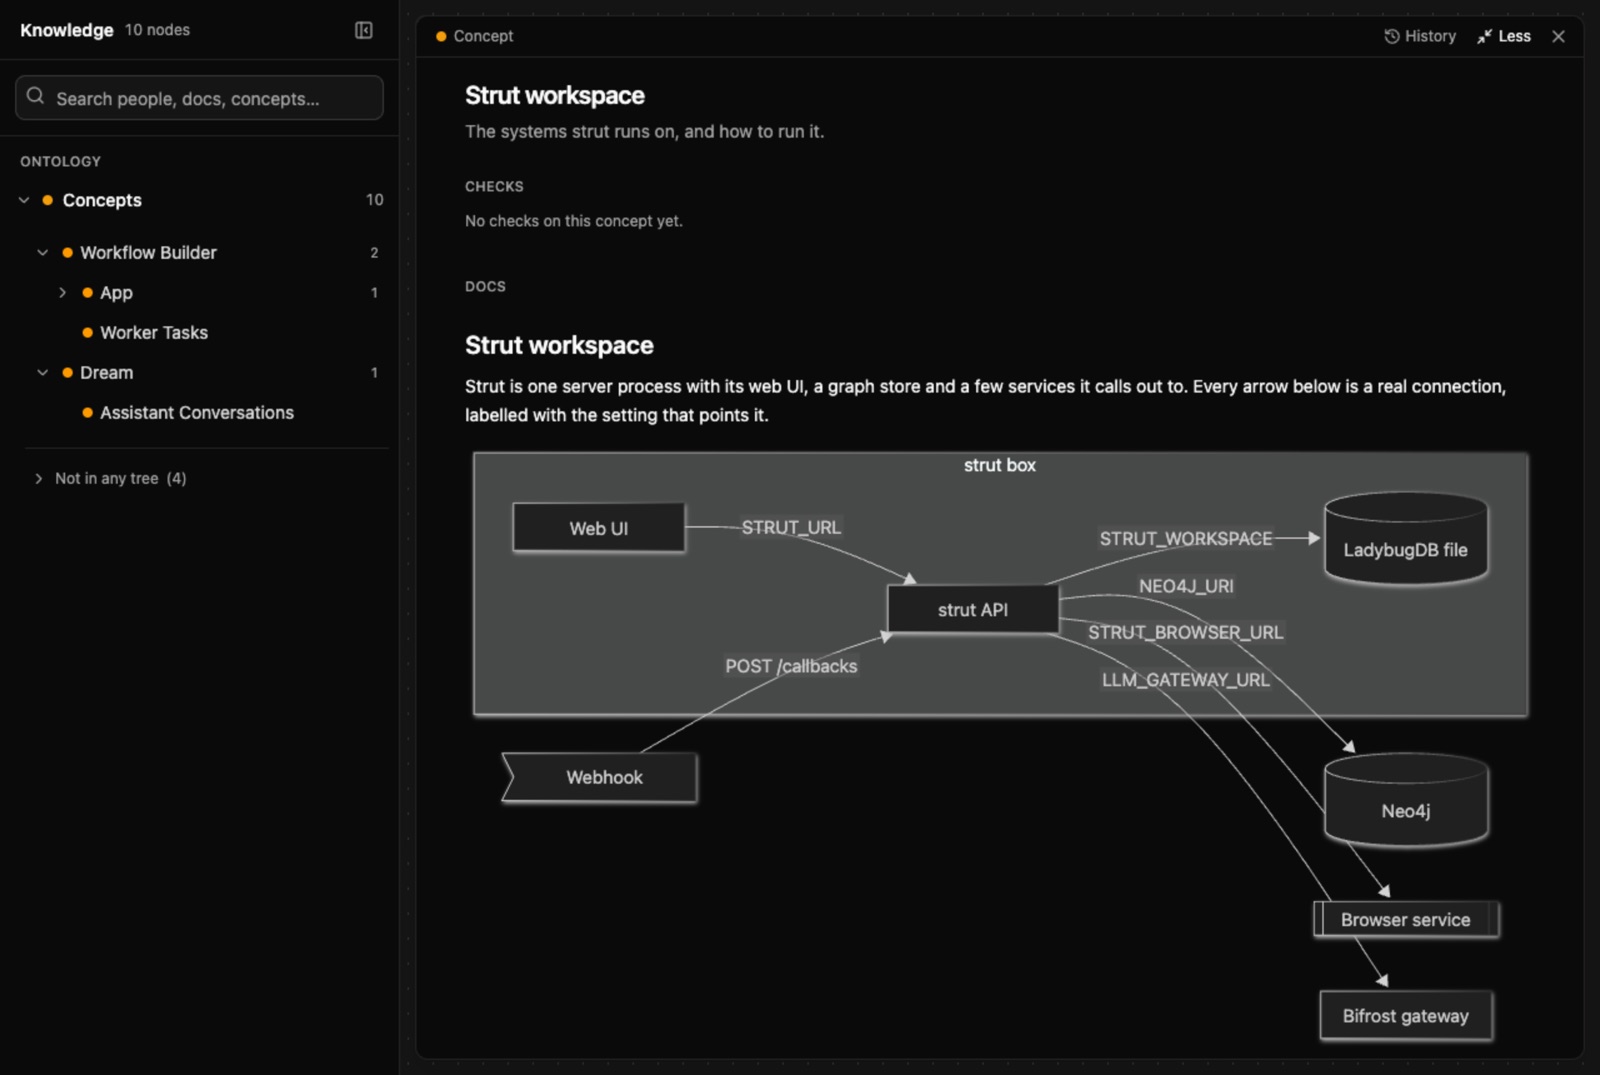 Knowledge 10 nodes
Search people, docs, concepts...
ONTOLOGY
Concepts 10
Workflow Builder 2
App 1
Worker Tasks
Dream 1
Assistant Conversations
Not in any tree (4)
Concept
History Less
Strut workspace
The systems strut runs on, and how to run it.
CHECKS
No checks on this concept yet.
DOCS
Strut workspace
Strut is one server process with its web UI, a graph store and a few services it calls out to. Every arrow below is a real connection,
labelled with the setting that points it.
strut box
Web UI
STRUT_URL
STRUT_WORKSPACE
LadybugDB file
NEO4J_URI
strut API
STRUT_BROWSER_URL
POST /callbacks
LLM_GATEWAY_URL
Webhook
Neo4j
Browser service
Bifrost gateway